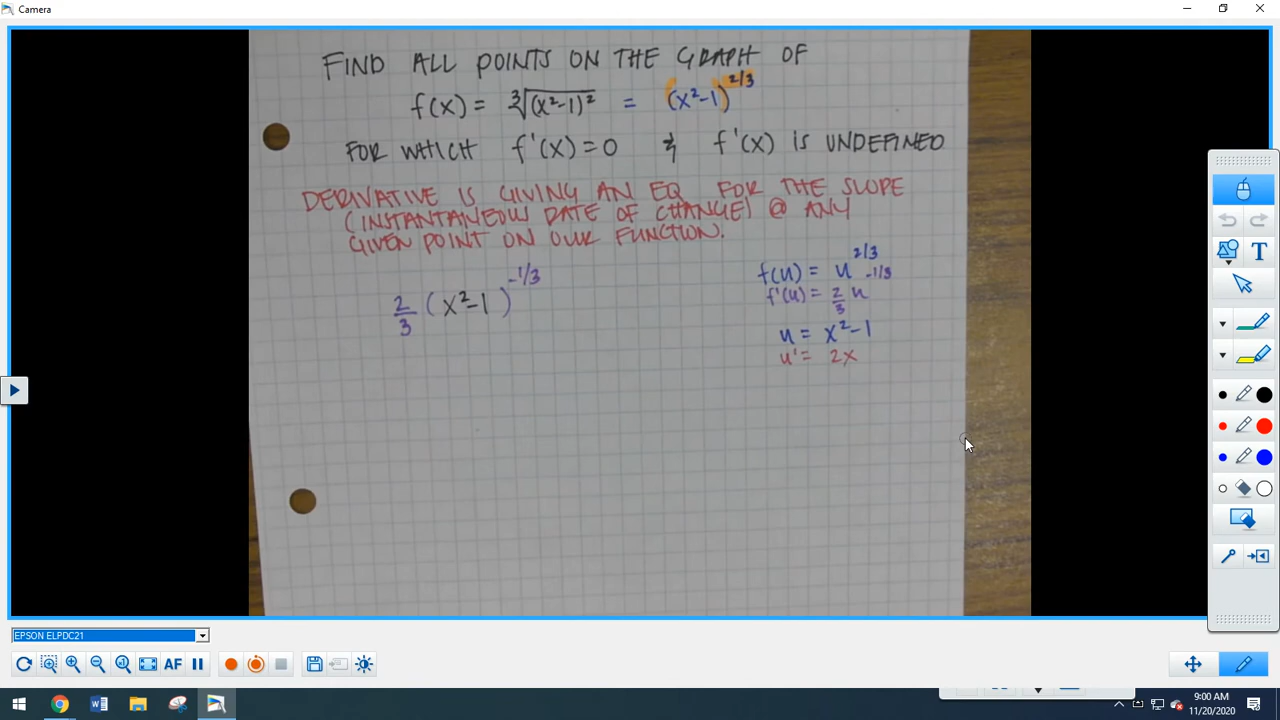 Camera
FIND ALL POINTS ON THE GRAPH OF
f(x) = ∛(x²-1)² = (x²-1)^2/3
FOR WHICH f'(x)=0 & f'(x) IS UNDEFINED
DERIVATIVE IS GIVING AN EQ FOR THE SLOPE
(INSTANTANEOUS RATE OF CHANGE) @ ANY
GIVEN POINT ON OUR FUNCTION.
2/3 (x²-1)^-1/3
f(u) = u^2/3
f'(u) = 2/3 u^-1/3
u = x²-1
u' = 2x
T
EPSON ELPDC21
AF
9:00 AM
11/20/2020